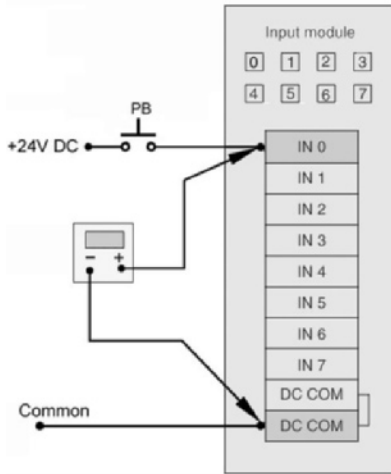 Input module
0 1 2 3
4 5 6 7
PB
+24V DC
IN 0
IN 1
IN 2
IN 3
IN 4
IN 5
IN 6
IN 7
DC COM
DC COM
− +
Common